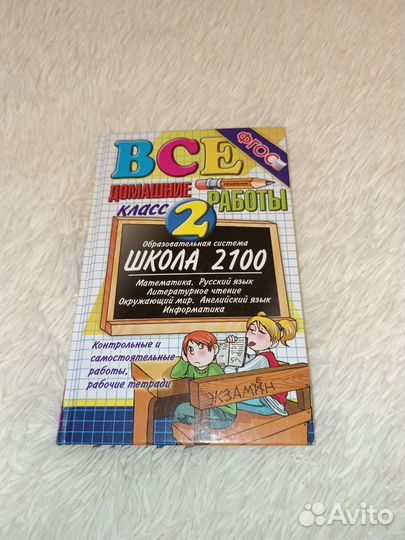 ВСЕ
ФГОС
ДОМАШНИЕ
РАБОТЫ
КЛАСС 2
Образовательная система
ШКОЛА 2100
Математика. Русский язык
Литературное чтение
Окружающий мир. Английский язык
Информатика
Контрольные и
самостоятельные
работы,
рабочие тетради
ЭКЗАМЕН
Avito